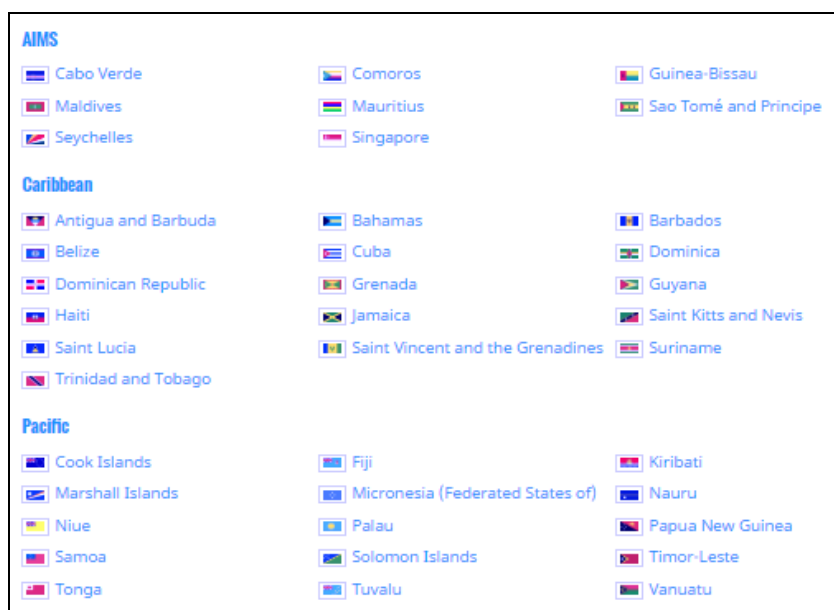 AIMS
Cabo Verde Comoros Guinea-Bissau
Maldives Mauritius Sao Tomé and Principe
Seychelles Singapore
Caribbean
Antigua and Barbuda Bahamas Barbados
Belize Cuba Dominica
Dominican Republic Grenada Guyana
Haiti Jamaica Saint Kitts and Nevis
Saint Lucia Saint Vincent and the Grenadines Suriname
Trinidad and Tobago
Pacific
Cook Islands Fiji Kiribati
Marshall Islands Micronesia (Federated States of) Nauru
Niue Palau Papua New Guinea
Samoa Solomon Islands Timor-Leste
Tonga Tuvalu Vanuatu